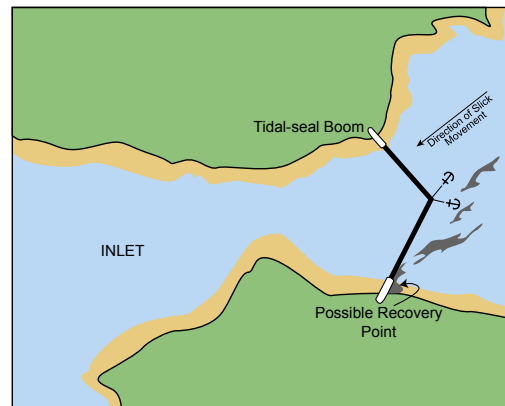 Tidal-seal Boom
Direction of Slick
Movement
INLET
Possible Recovery
Point